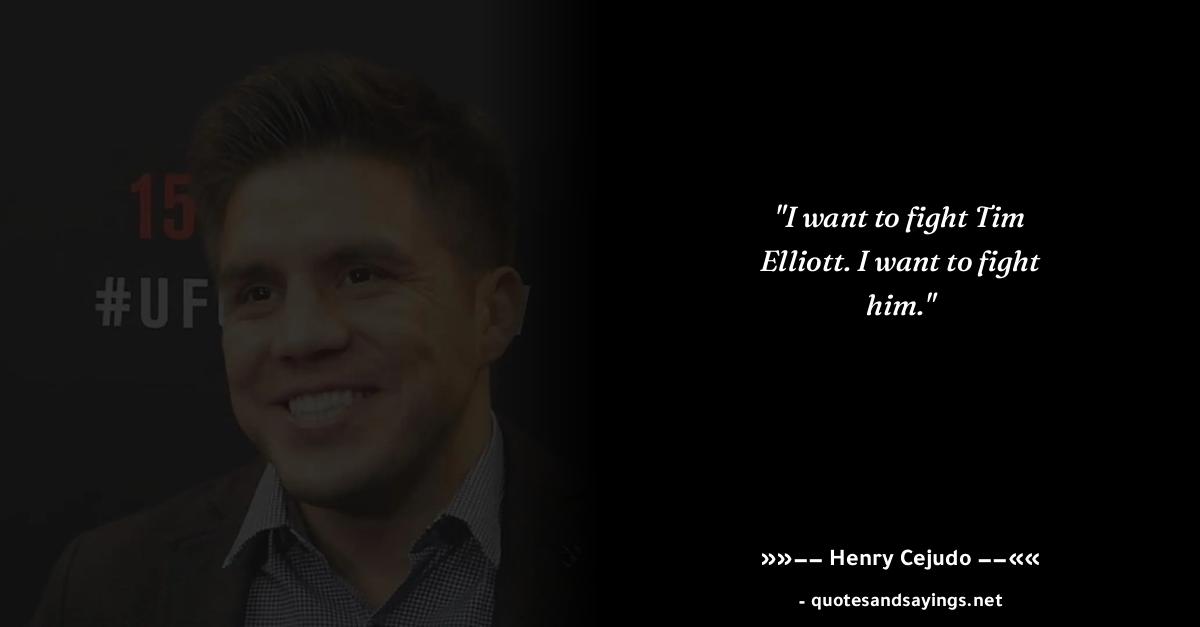 15
#UF
"I want to fight Tim
Elliott. I want to fight
him."
»»―― Henry Cejudo ――««
- quotesandsayings.net